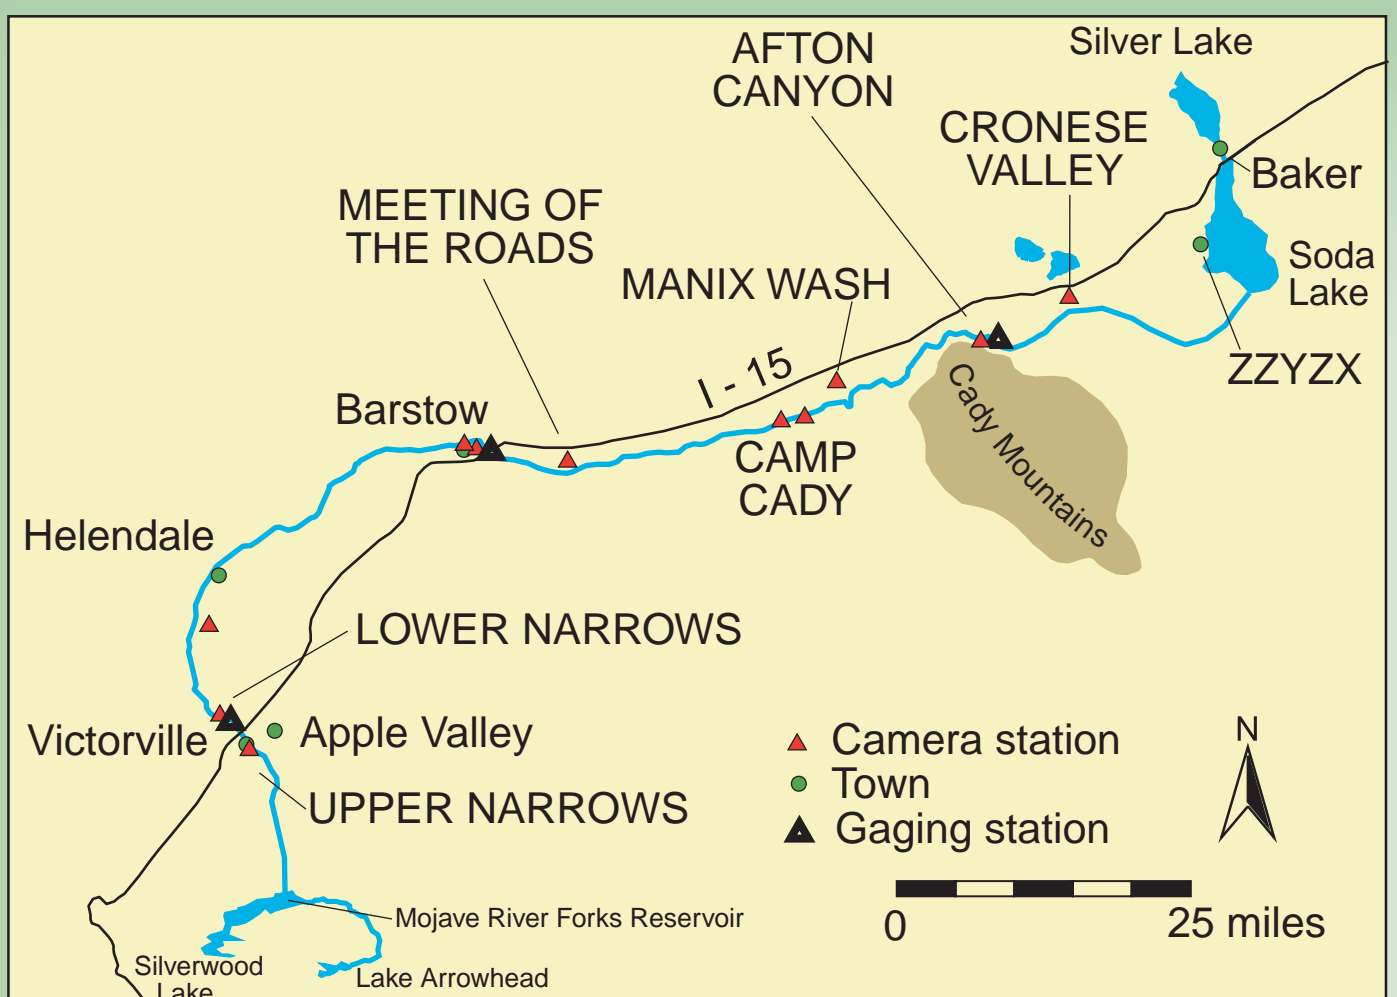 Silver Lake
AFTON
CANYON
CRONESE
VALLEY
Baker
MEETING OF
THE ROADS
MANIX WASH
Soda
Lake
ZZYZX
I - 15
Barstow
Cady Mountains
CAMP
CADY
Helendale
LOWER NARROWS
Victorville
Apple Valley
UPPER NARROWS
Camera station
Town
Gaging station
N
0
25 miles
Mojave River Forks Reservoir
Silverwood
Lake
Lake Arrowhead